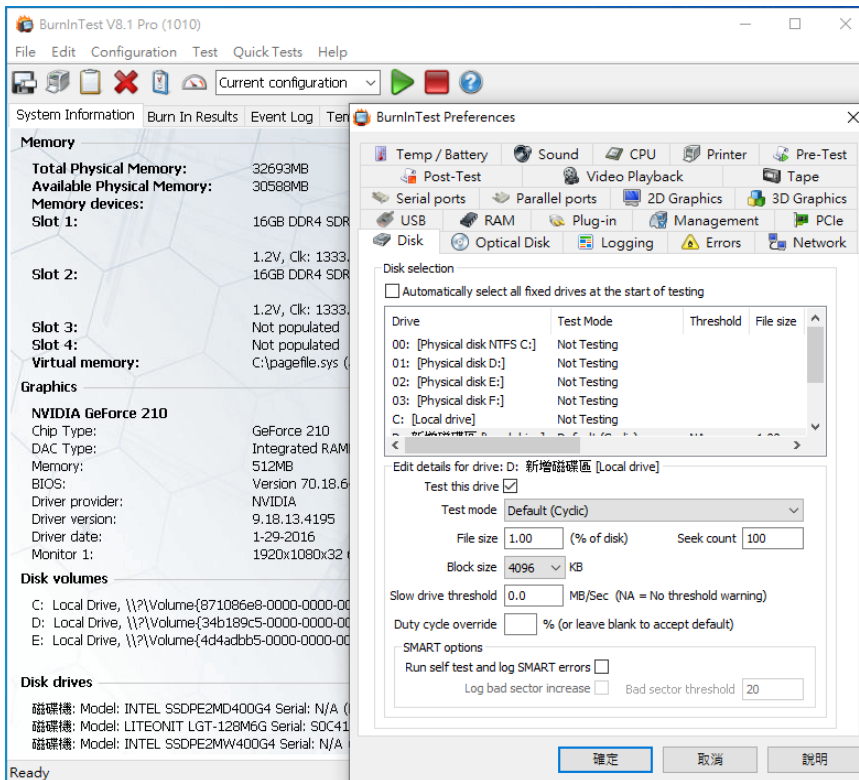 BurnInTest V8.1 Pro (1010)
File Edit Configuration Test Quick Tests Help
Current configuration
System Information Burn In Results Event Log
Memory
Total Physical Memory: 32693MB
Available Physical Memory: 30588MB
Memory devices:
Slot 1: 16GB DDR4 SDR
1.2V, Clk: 1333.
Slot 2: 16GB DDR4 SDR
1.2V, Clk: 1333.
Slot 3: Not populated
Slot 4: Not populated
Virtual memory: C:\pagefile.sys (
Graphics
NVIDIA GeForce 210
Chip Type: GeForce 210
DAC Type: Integrated RAM
Memory: 512MB
BIOS: Version 70.18.6
Driver provider: NVIDIA
Driver version: 9.18.13.4195
Driver date: 1-29-2016
Monitor 1: 1920x1080x32
Disk volumes
C: Local Drive, \\?\Volume{871086e8-0000-0000-00
D: Local Drive, \\?\Volume{34b189c5-0000-0000-00
E: Local Drive, \\?\Volume{4d4adbb5-0000-0000-00
Disk drives
磁碟機: Model: INTEL SSDPE2MD400G4 Serial: N/A (
磁碟機: Model: LITEONIT LGT-128M6G Serial: S0C41
磁碟機: Model: INTEL SSDPE2MW400G4 Serial: N/A
Ready
BurnInTest Preferences
Temp / Battery Sound CPU Printer Pre-Test
Post-Test Video Playback Tape
Serial ports Parallel ports 2D Graphics 3D Graphics
USB RAM Plug-in Management PCIe
Disk Optical Disk Logging Errors Network
Disk selection
Automatically select all fixed drives at the start of testing
Drive Test Mode Threshold File size
00: [Physical disk NTFS C:] Not Testing
01: [Physical disk D:] Not Testing
02: [Physical disk E:] Not Testing
03: [Physical disk F:] Not Testing
C: [Local drive] Not Testing
Edit details for drive: D: 新增磁碟區 [Local drive]
Test this drive
Test mode Default (Cyclic)
File size 1.00 (% of disk) Seek count 100
Block size 4096 KB
Slow drive threshold 0.0 MB/Sec (NA = No threshold warning)
Duty cycle override % (or leave blank to accept default)
SMART options
Run self test and log SMART errors
Log bad sector increase Bad sector threshold 20
確定 取消 說明